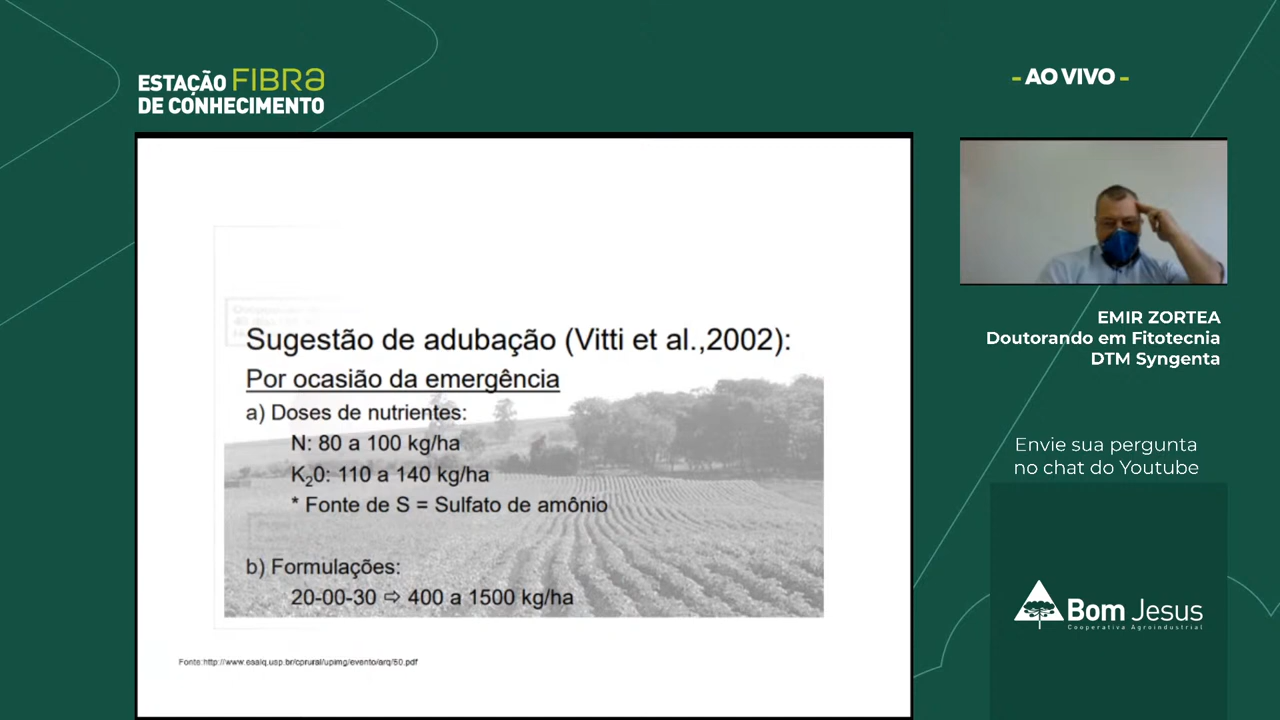 ESTAÇÃO FIBRA
DE CONHECIMENTO
- AO VIVO -
Sugestão de adubação (Vitti et al.,2002):
Por ocasião da emergência
a) Doses de nutrientes:
N: 80 a 100 kg/ha
K₂0: 110 a 140 kg/ha
* Fonte de S = Sulfato de amônio
b) Formulações:
20-00-30 ⇨ 400 a 1500 kg/ha
Fonte:http://www.esalq.usp.br/cprural/upimg/evento/arq/50.pdf
EMIR ZORTEA
Doutorando em Fitotecnia
DTM Syngenta
Envie sua pergunta
no chat do Youtube
Bom Jesus
Cooperativa Agroindustrial